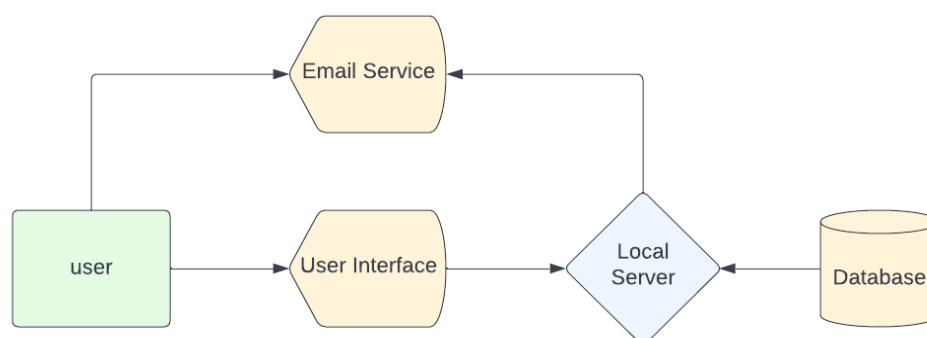 Email Service
user
User Interface
Local
Server
Database